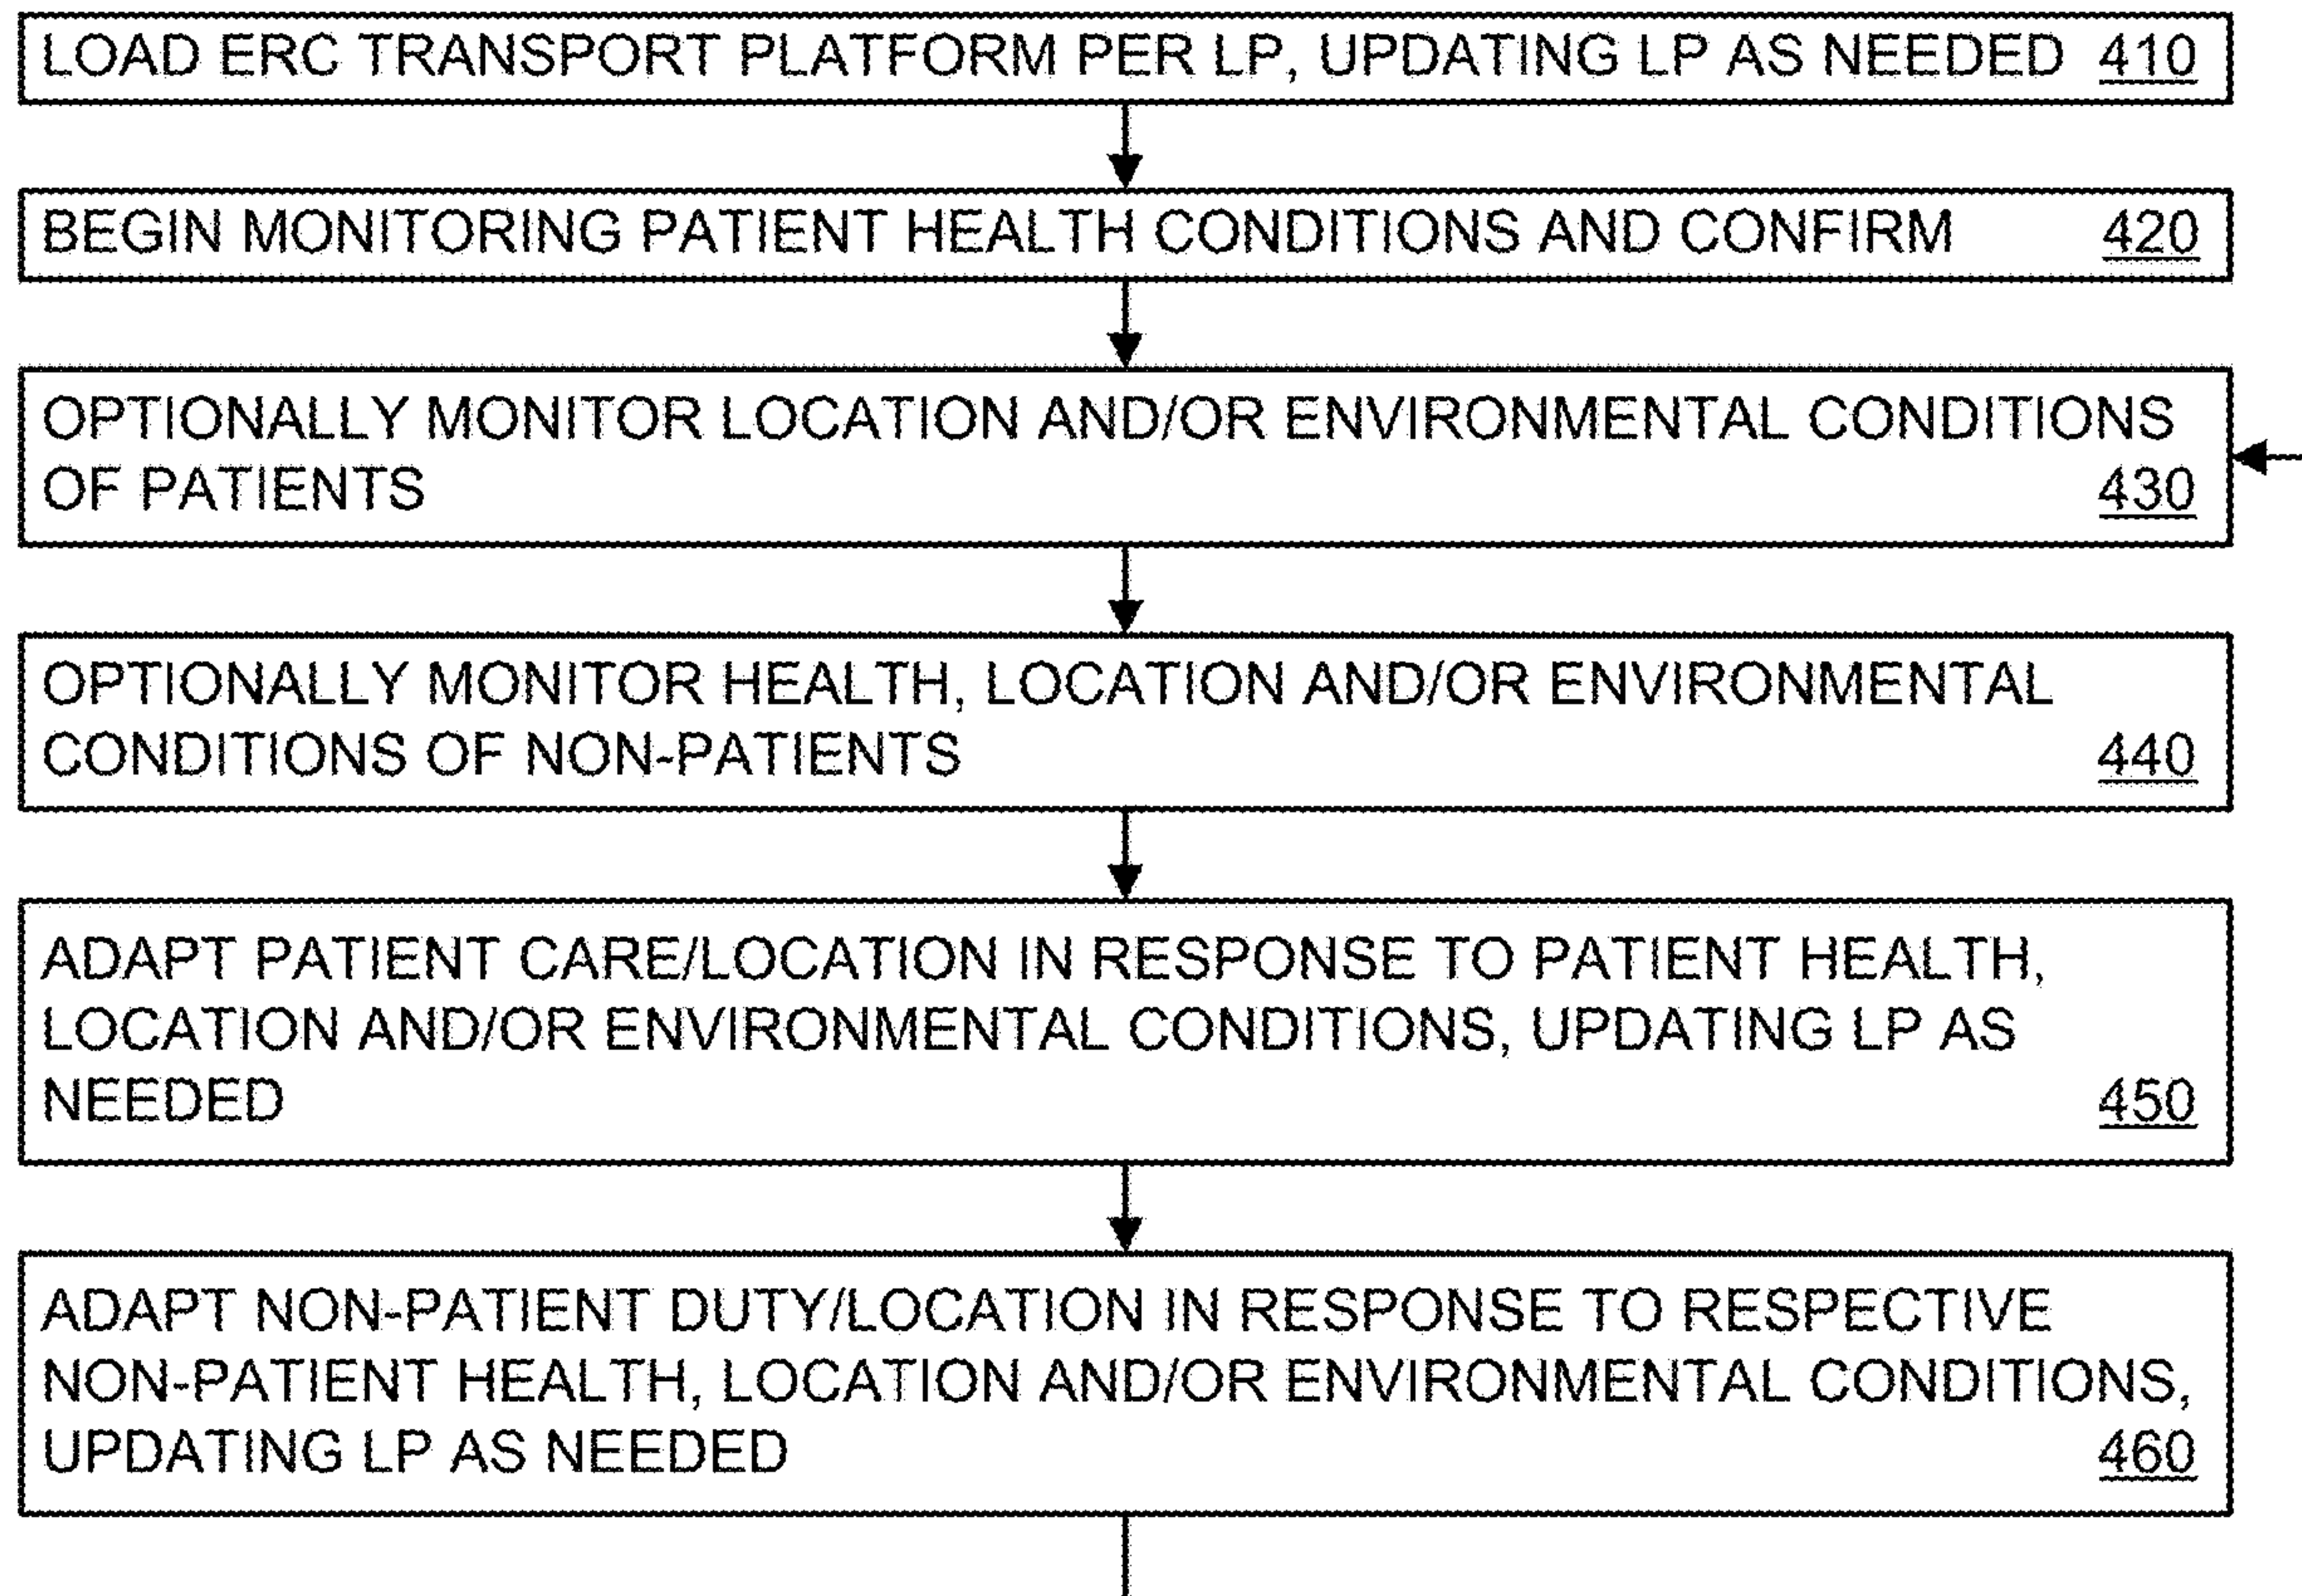 LOAD ERC TRANSPORT PLATFORM PER LP, UPDATING LP AS NEEDED 410
BEGIN MONITORING PATIENT HEALTH CONDITIONS AND CONFIRM 420
OPTIONALLY MONITOR LOCATION AND/OR ENVIRONMENTAL CONDITIONS
OF PATIENTS 430
OPTIONALLY MONITOR HEALTH, LOCATION AND/OR ENVIRONMENTAL
CONDITIONS OF NON-PATIENTS 440
ADAPT PATIENT CARE/LOCATION IN RESPONSE TO PATIENT HEALTH,
LOCATION AND/OR ENVIRONMENTAL CONDITIONS, UPDATING LP AS
NEEDED 450
ADAPT NON-PATIENT DUTY/LOCATION IN RESPONSE TO RESPECTIVE
NON-PATIENT HEALTH, LOCATION AND/OR ENVIRONMENTAL CONDITIONS,
UPDATING LP AS NEEDED 460